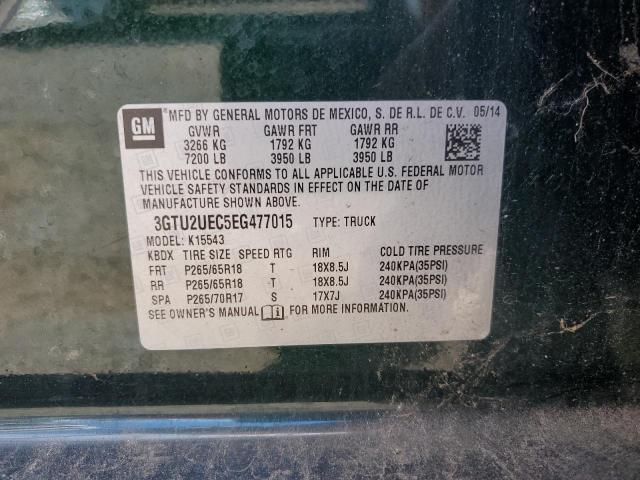 GM
®MFD BY GENERAL MOTORS DE MEXICO, S. DE R.L. DE C.V. 05/14
GVWR GAWR FRT GAWR RR
3266 KG 1792 KG 1792 KG
7200 LB 3950 LB 3950 LB
THIS VEHICLE CONFORMS TO ALL APPLICABLE U.S. FEDERAL MOTOR
VEHICLE SAFETY STANDARDS IN EFFECT ON THE DATE OF
MANUFACTURE SHOWN ABOVE.
3GTU2UEC5EG477015 TYPE: TRUCK
MODEL: K15543
KBDX TIRE SIZE SPEED RTG RIM COLD TIRE PRESSURE
FRT P265/65R18 T 18X8.5J 240KPA(35PSI)
RR P265/65R18 T 18X8.5J 240KPA(35PSI)
SPA P265/70R17 S 17X7J 240KPA(35PSI)
SEE OWNER'S MANUAL FOR MORE INFORMATION.